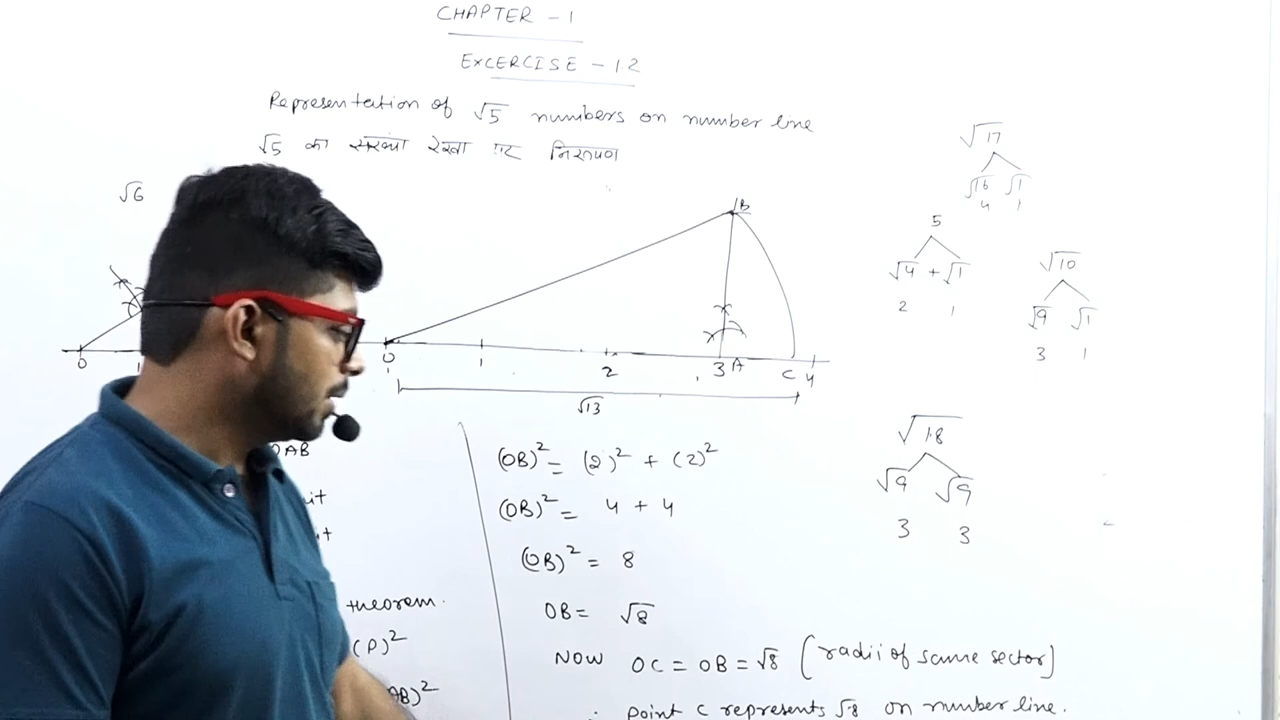 CHAPTER - 1
EXCERCISE - 1.2
Representation of √5 numbers on number line
√5 का संख्या रेखा पर निरूपण
√6
√17
√16 √1
4 1
5
√4 + √1
2 1
√10
√9 √1
3 1
B
0 1 2 3 A C 4
0
√13
√18
√9 √9
3 3
OAB
theorem.
(P)²
AB)²
(OB)² = (2)² + (2)²
(OB)² = 4 + 4
(OB)² = 8
OB = √8
NOW OC = OB = √8 (radii of same sector)
∴ point C represents √8 on number line.